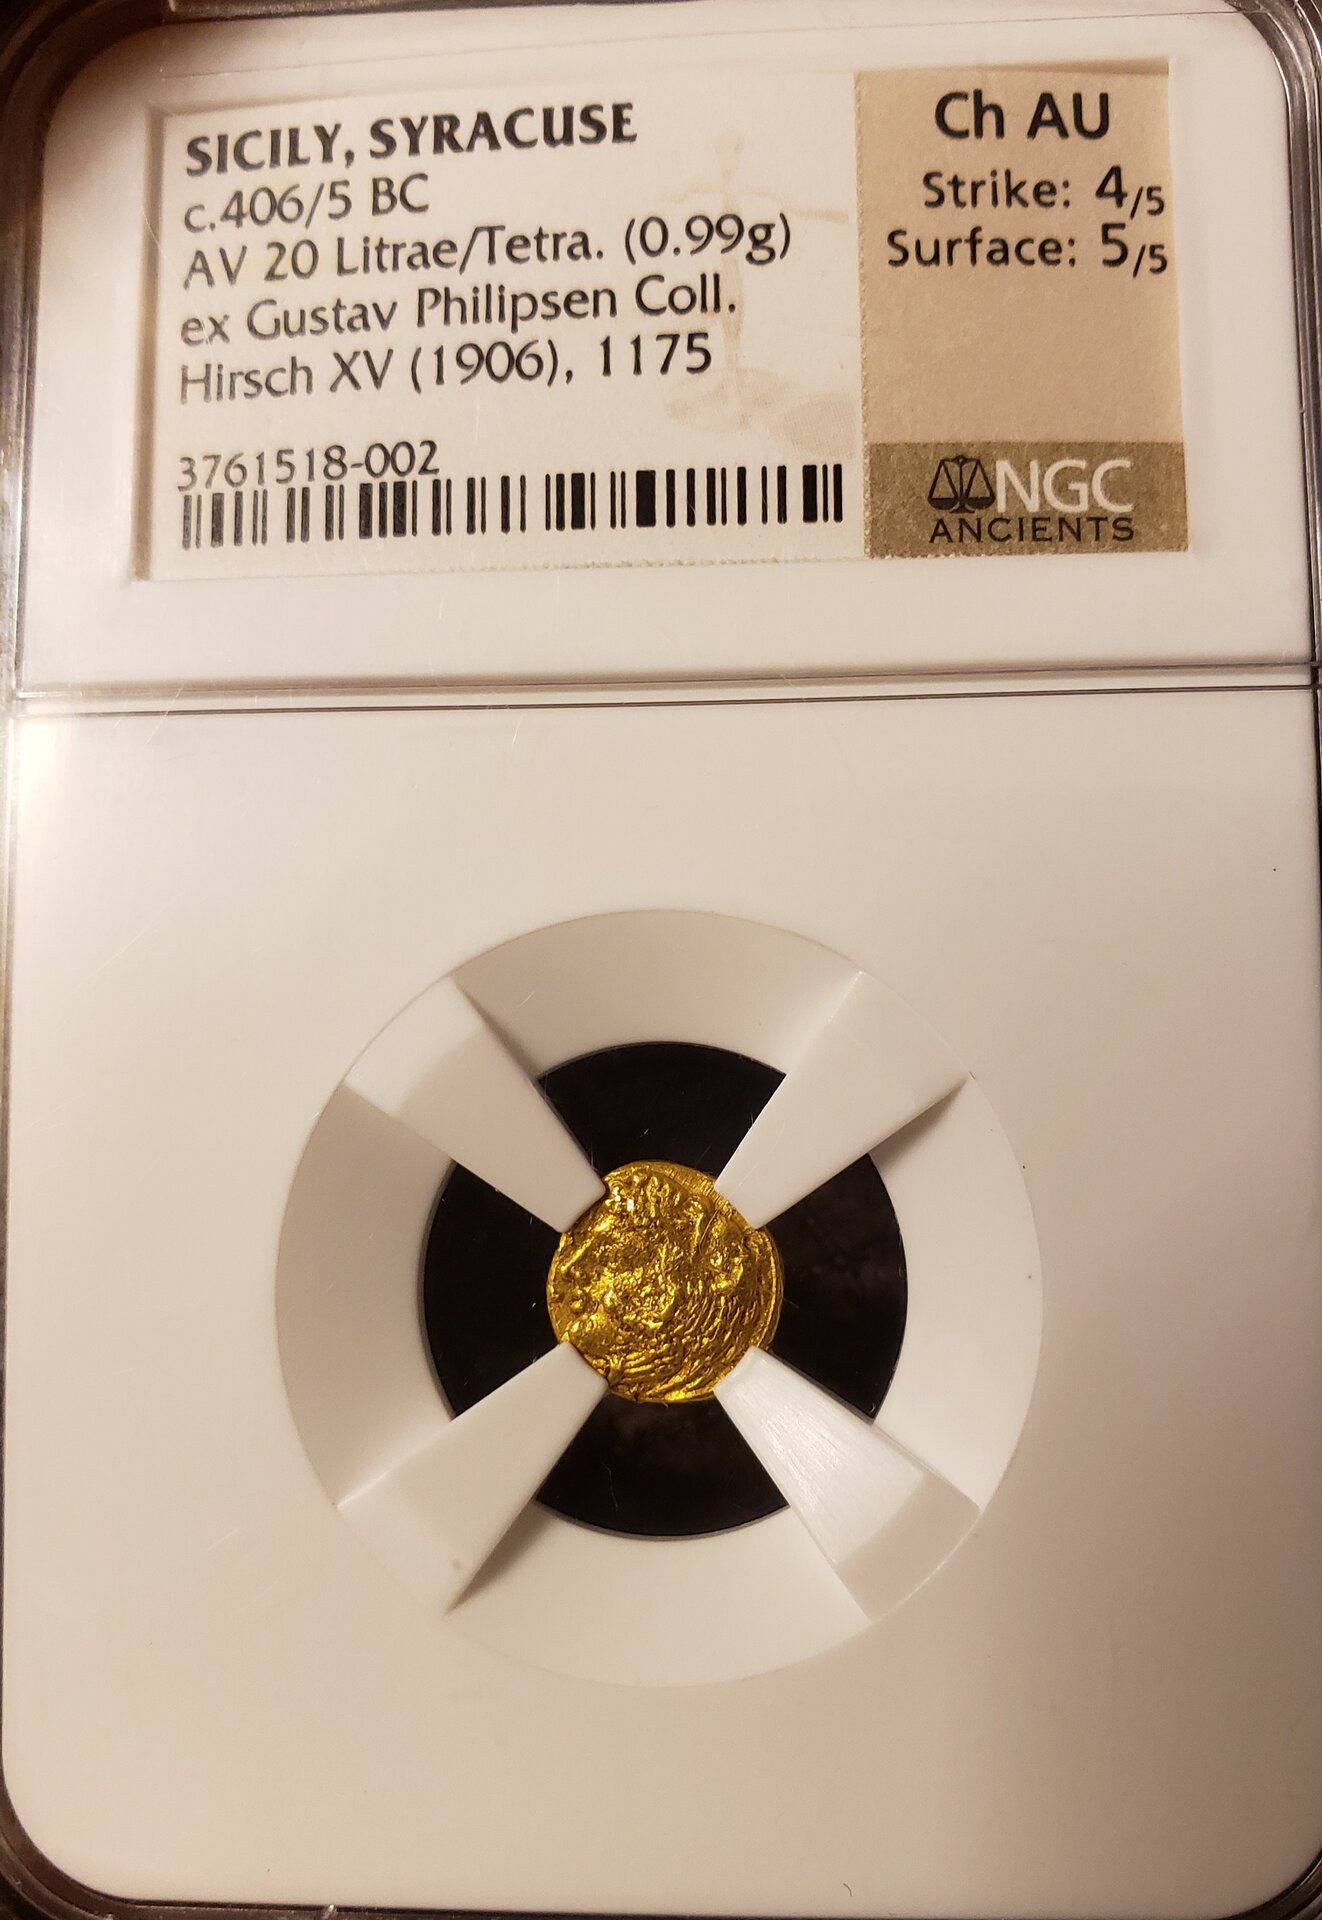 SICILY, SYRACUSE
c.406/5 BC
AV 20 Litrae/Tetra. (0.99g)
ex Gustav Philipsen Coll.
Hirsch XV (1906), 1175
3761518-002
Ch AU
Strike: 4/5
Surface: 5/5
NGC
ANCIENTS